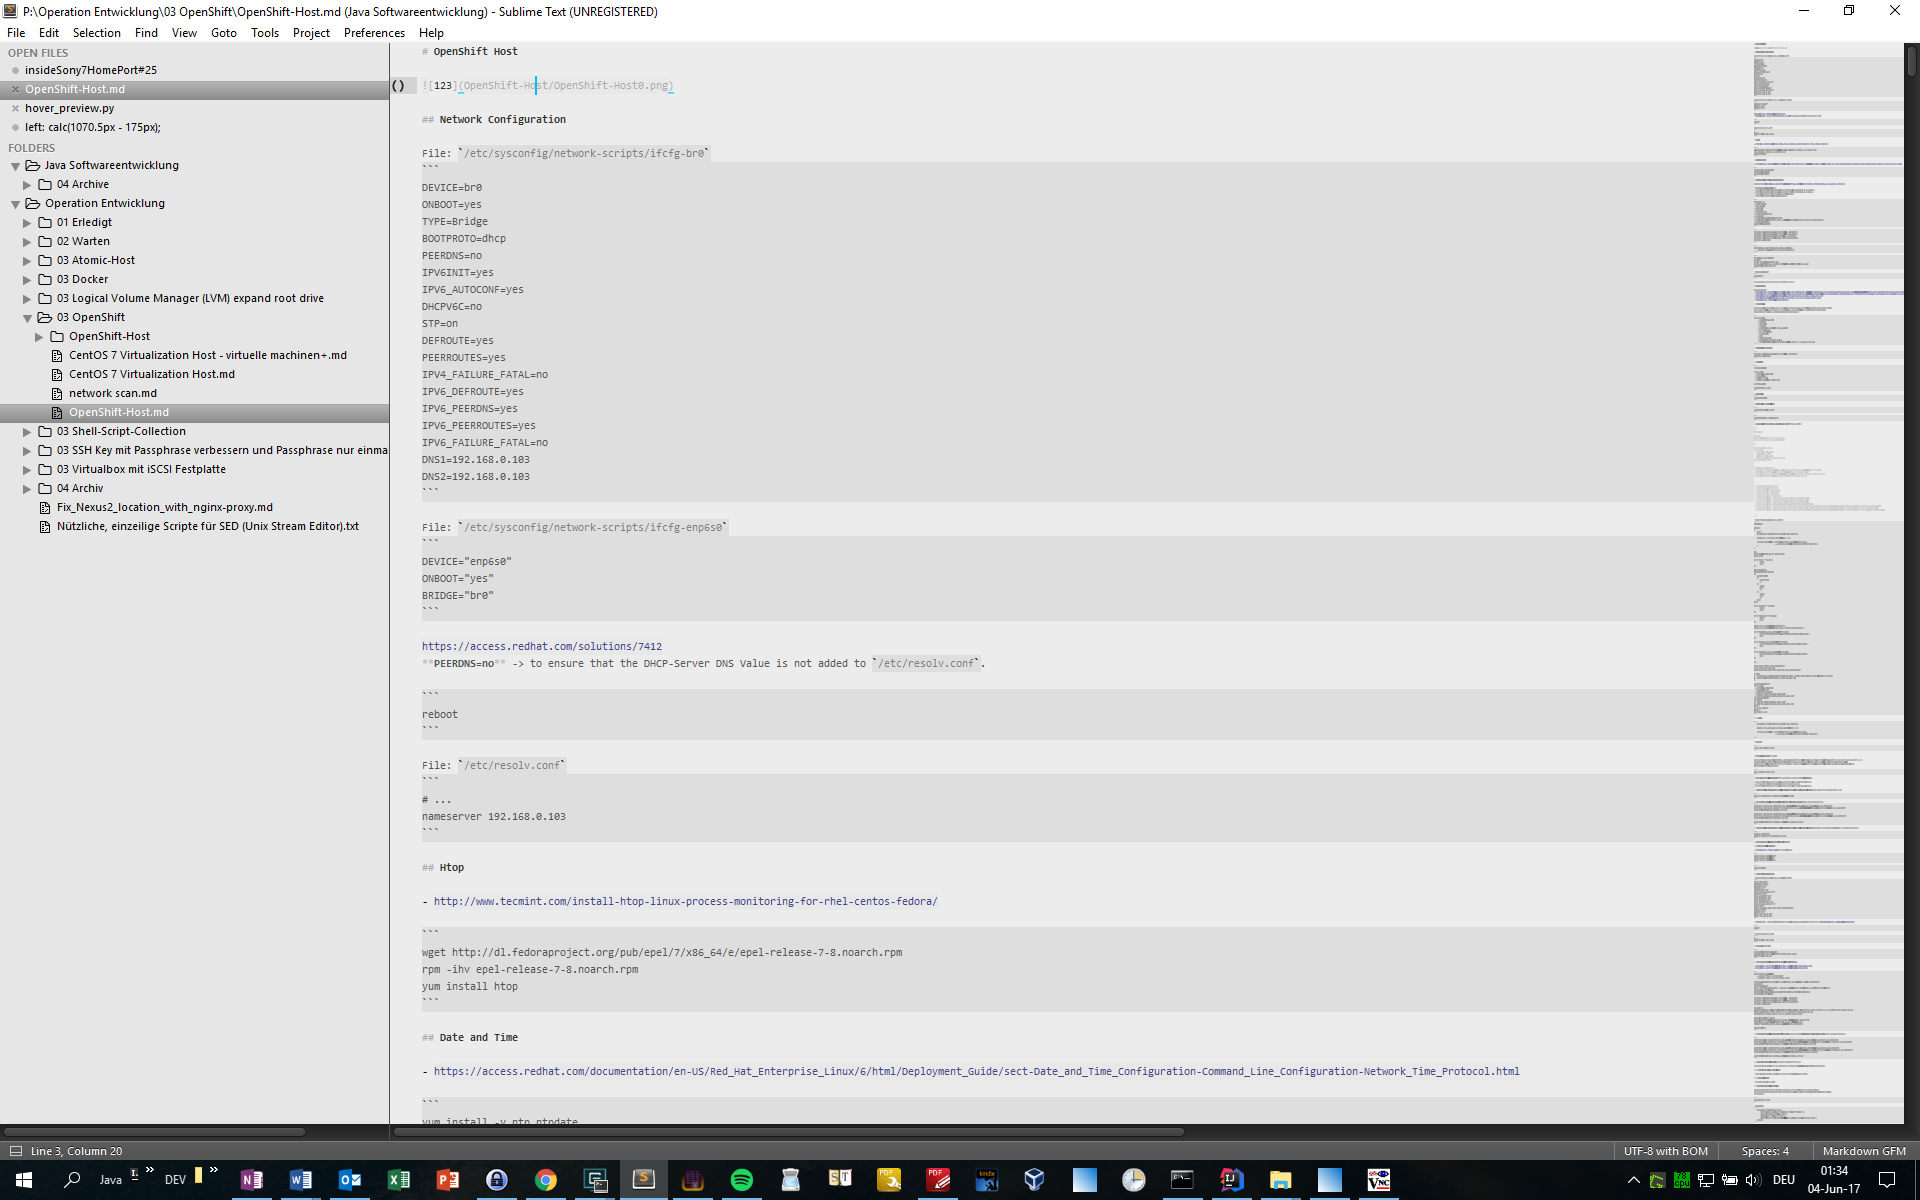 P:\Operation Entwicklung\03 OpenShift\OpenShift-Host.md (Java Softwareentwicklung) - Sublime Text (UNREGISTERED)
File Edit Selection Find View Goto Tools Project Preferences Help
OPEN FILES
insideSony7HomePort#25
OpenShift-Host.md
hover_preview.py
left: calc(1070.5px - 175px);
FOLDERS
Java Softwareentwicklung
04 Archive
Operation Entwicklung
01 Erledigt
02 Warten
03 Atomic-Host
03 Docker
03 Logical Volume Manager (LVM) expand root drive
03 OpenShift
OpenShift-Host
CentOS 7 Virtualization Host - virtuelle machinen+.md
CentOS 7 Virtualization Host.md
network scan.md
OpenShift-Host.md
03 Shell-Script-Collection
03 SSH Key mit Passphrase verbessern und Passphrase nur einma
03 Virtualbox mit iSCSI Festplatte
04 Archiv
Fix_Nexus2_location_with_nginx-proxy.md
Nützliche, einzeilige Scripte für SED (Unix Stream Editor).txt
# OpenShift Host
![123](OpenShift-Host/OpenShift-Host0.png)
## Network Configuration
File: `/etc/sysconfig/network-scripts/ifcfg-br0`
```
DEVICE=br0
ONBOOT=yes
TYPE=Bridge
BOOTPROTO=dhcp
PEERDNS=no
IPV6INIT=yes
IPV6_AUTOCONF=yes
DHCPV6C=no
STP=on
DEFROUTE=yes
PEERROUTES=yes
IPV4_FAILURE_FATAL=no
IPV6_DEFROUTE=yes
IPV6_PEERDNS=yes
IPV6_PEERROUTES=yes
IPV6_FAILURE_FATAL=no
DNS1=192.168.0.103
DNS2=192.168.0.103
```
File: `/etc/sysconfig/network-scripts/ifcfg-enp6s0`
```
DEVICE="enp6s0"
ONBOOT="yes"
BRIDGE="br0"
```
https://access.redhat.com/solutions/7412
**PEERDNS=no** -> to ensure that the DHCP-Server DNS Value is not added to `/etc/resolv.conf`.
```
reboot
```
File: `/etc/resolv.conf`
```
# ...
nameserver 192.168.0.103
```
## Htop
- http://www.tecmint.com/install-htop-linux-process-monitoring-for-rhel-centos-fedora/
```
wget http://dl.fedoraproject.org/pub/epel/7/x86_64/e/epel-release-7-8.noarch.rpm
rpm -ihv epel-release-7-8.noarch.rpm
yum install htop
```
## Date and Time
- https://access.redhat.com/documentation/en-US/Red_Hat_Enterprise_Linux/6/html/Deployment_Guide/sect-Date_and_Time_Configuration-Command_Line_Configuration-Network_Time_Protocol.html
```
yum install -y ntp ntpdate
Line 3, Column 20
UTF-8 with BOM
Spaces: 4
Markdown GFM
Java
DEV
DEU
01:34
04-Jun-17